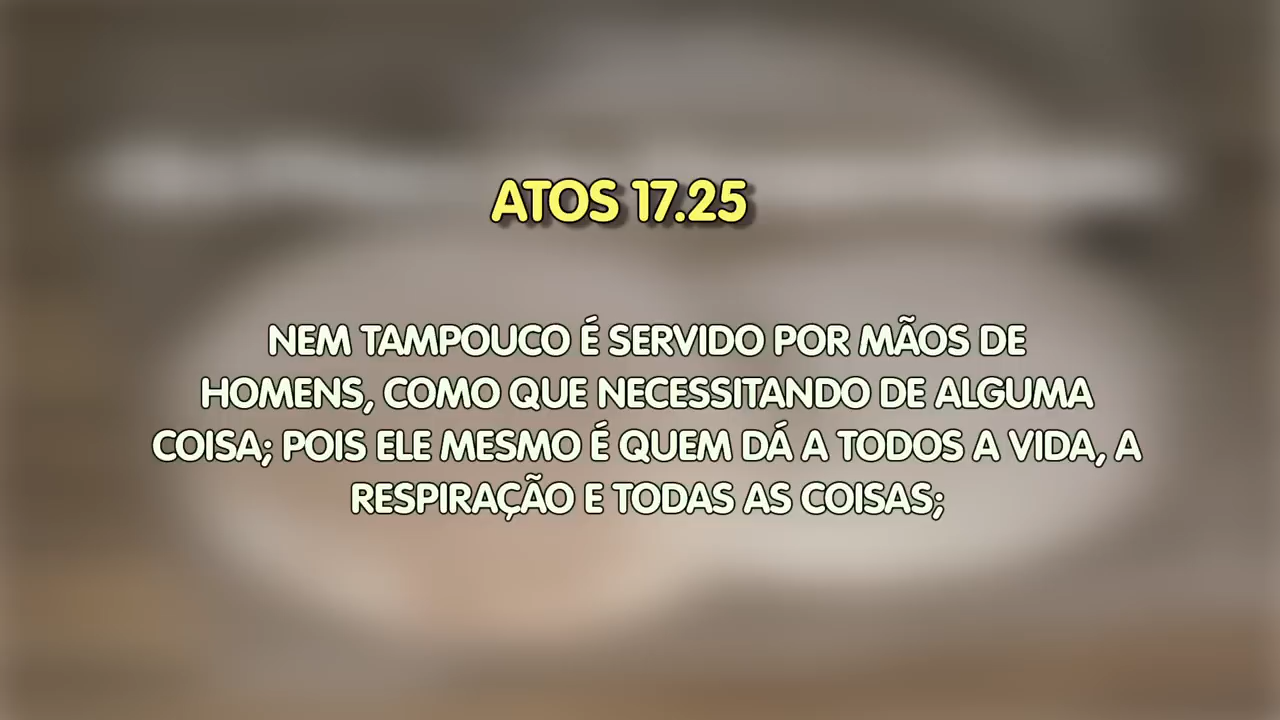 ATOS 17.25
NEM TAMPOUCO É SERVIDO POR MÃOS DE
HOMENS, COMO QUE NECESSITANDO DE ALGUMA
COISA; POIS ELE MESMO É QUEM DÁ A TODOS A VIDA, A
RESPIRAÇÃO E TODAS AS COISAS;